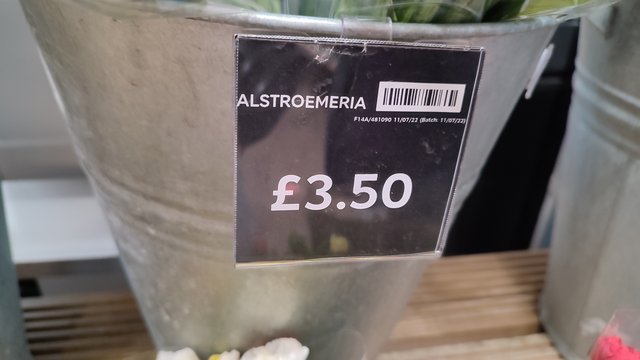 ALSTROEMERIA
F14A/481090 11/07/22 (Batch: 11/07/22)
£3.50